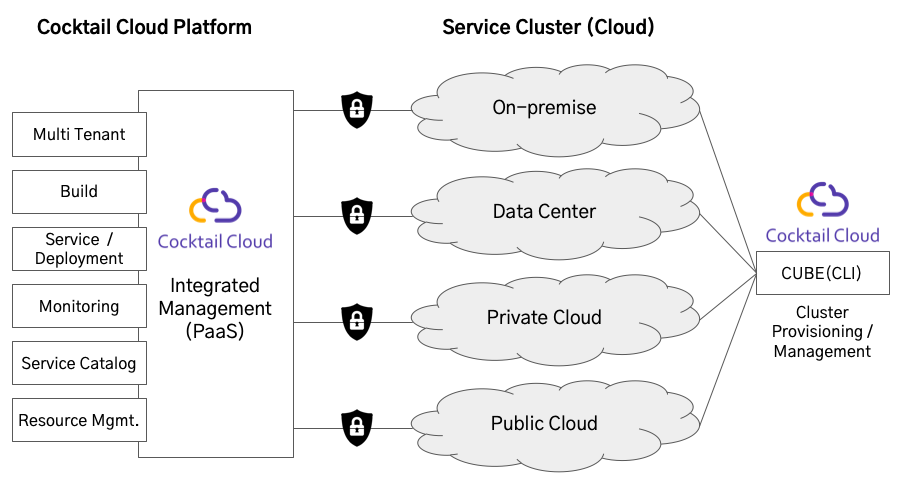 Cocktail Cloud Platform
Service Cluster (Cloud)
Multi Tenant
Build
Service /
Deployment
Monitoring
Service Catalog
Resource Mgmt.
Cocktail Cloud
Integrated
Management
(PaaS)
On-premise
Data Center
Private Cloud
Public Cloud
Cocktail Cloud
CUBE(CLI)
Cluster
Provisioning /
Management